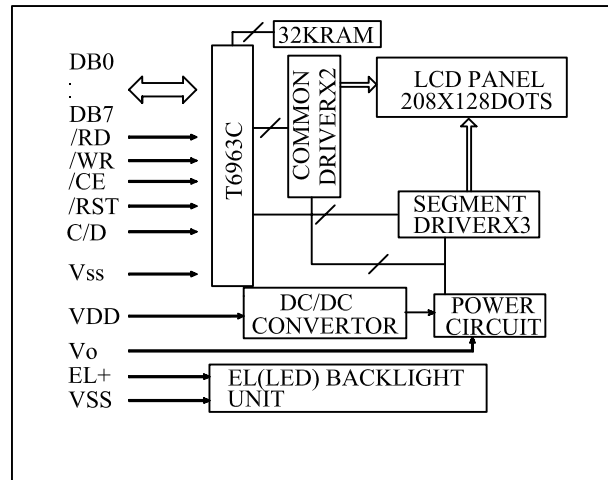 32KRAM
DB0
:
DB7
/RD
/WR
/CE
/RST
C/D
Vss
VDD
Vo
EL+
VSS
T6963C
COMMON
DRIVERX2
LCD PANEL
208X128DOTS
SEGMENT
DRIVERX3
DC/DC
CONVERTOR
POWER
CIRCUIT
EL(LED) BACKLIGHT
UNIT